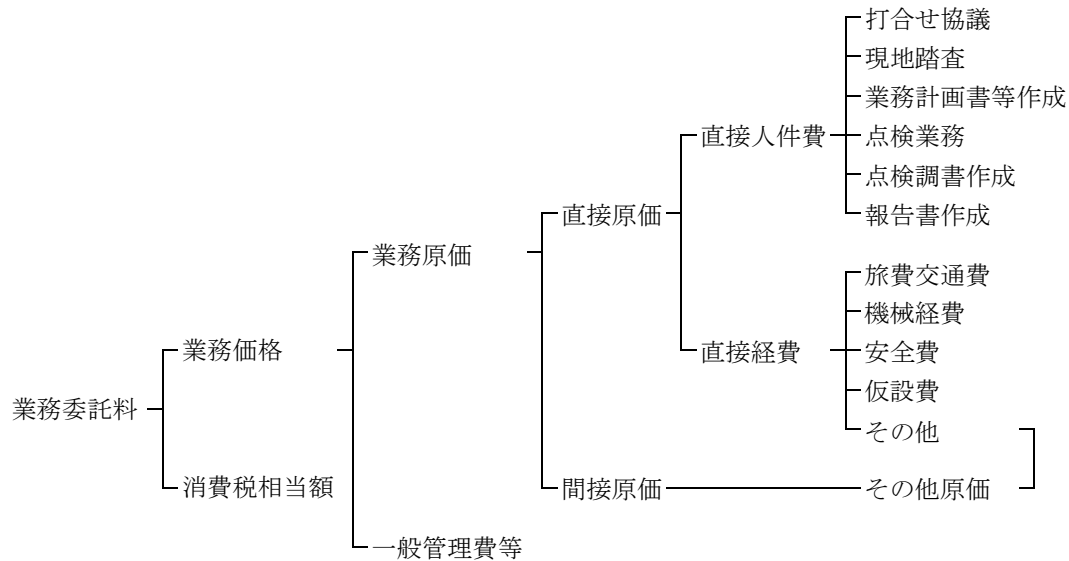 打合せ協議
現地踏査
業務計画書等作成
直接人件費
点検業務
点検調書作成
報告書作成
直接原価
業務原価
旅費交通費
機械経費
業務価格
直接経費
安全費
仮設費
業務委託料
その他
消費税相当額
間接原価
その他原価
一般管理費等